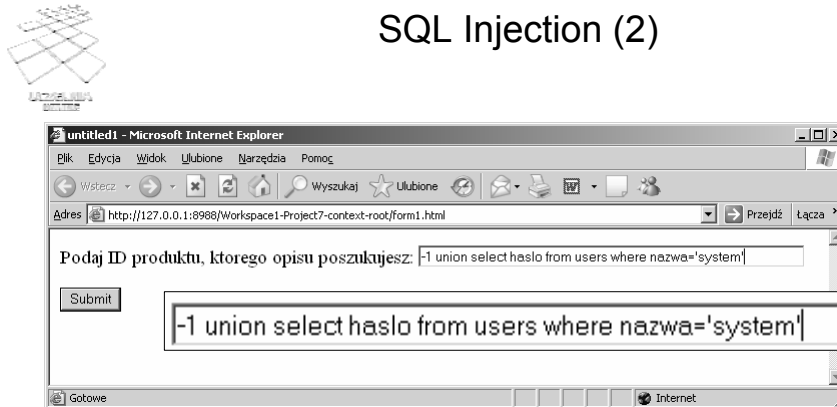 SQL Injection (2)
untitled1 - Microsoft Internet Explorer
Plik Edycja Widok Ulubione Narzędzia Pomoc
Wstecz Wyszukaj Ulubione
Adres http://127.0.0.1:8988/Workspace1-Project7-context-root/form1.html Przejdź Łącza
Podaj ID produktu, ktorego opisu poszukujesz: -1 union select haslo from users where nazwa='system'
Submit
-1 union select haslo from users where nazwa='system'
Gotowe Internet